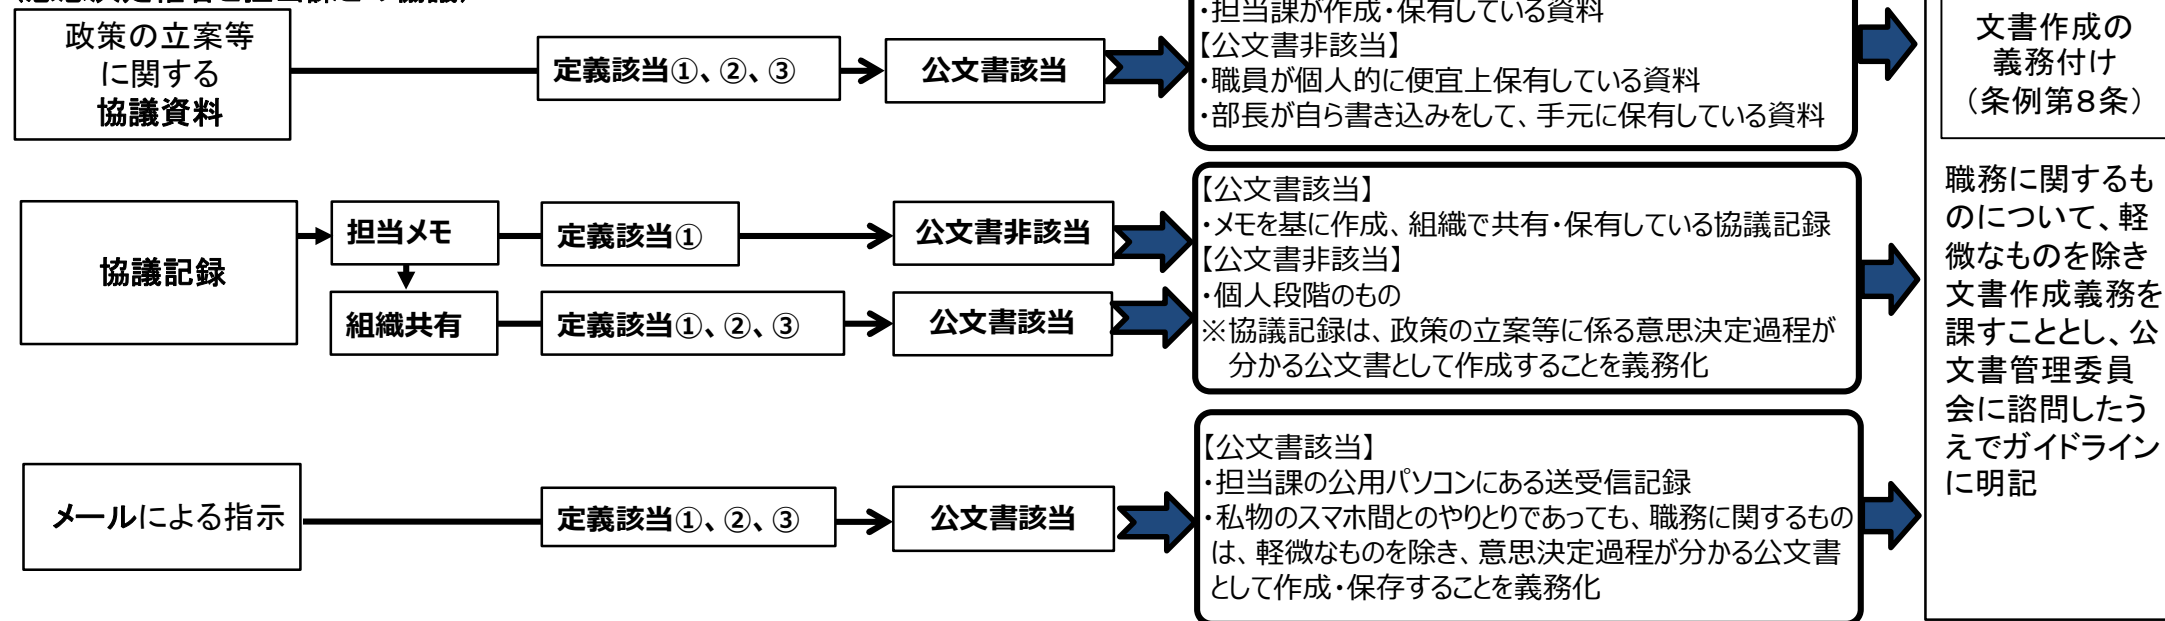 ・担当課が作成・保有している資料
政策の立案等
に関する
協議資料
定義該当①、②、③
公文書該当
【公文書非該当】
・職員が個人的に便宜上保有している資料
・部長が自ら書き込みをして、手元に保有している資料
文書作成の
義務付け
（条例第８条）
協議記録
担当メモ
定義該当①
公文書非該当
組織共有
定義該当①、②、③
公文書該当
【公文書該当】
・メモを基に作成、組織で共有・保有している協議記録
【公文書非該当】
・個人段階のもの
※協議記録は、政策の立案等に係る意思決定過程が
分かる公文書として作成することを義務化
職務に関するも
のについて、軽
微なものを除き
文書作成義務を
課すこととし、公
文書管理委員
会に諮問したう
えでガイドライン
に明記
メールによる指示
定義該当①、②、③
公文書該当
【公文書該当】
・担当課の公用パソコンにある送受信記録
・私物のスマホ間とのやりとりであっても、職務に関するもの
は、軽微なものを除き、意思決定過程が分かる公文書
として作成・保存することを義務化